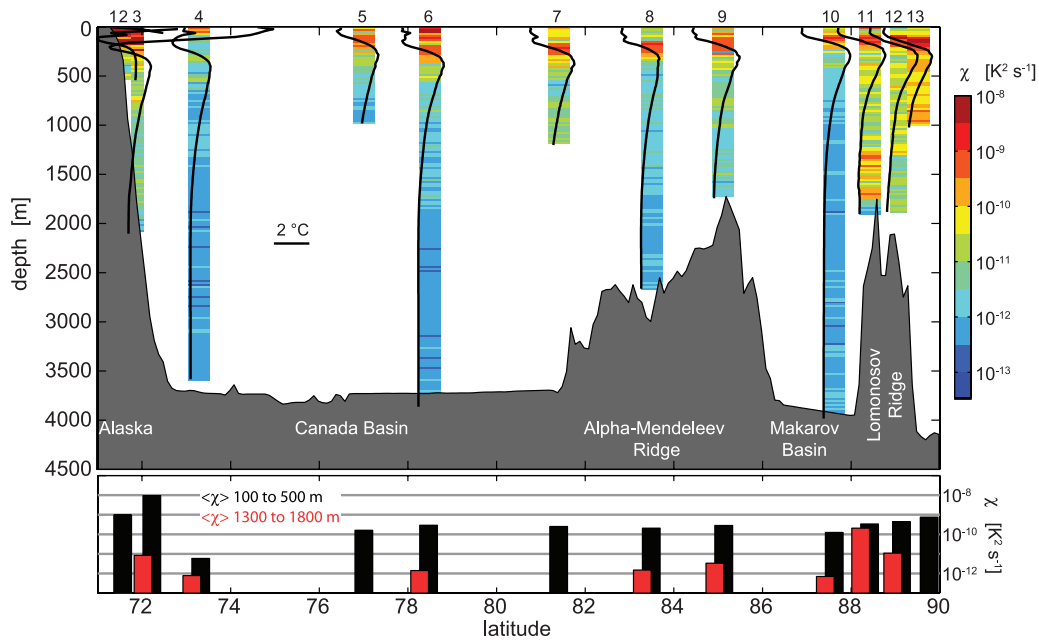 12 3 4 5 6 7 8 9 10 11 12 13
0
500
1000
1500
2000
2500
3000
3500
4000
4500
depth [m]
2 °C
Alaska
Canada Basin
Alpha-Mendeleev
Ridge
Makarov
Basin
Lomonosov
Ridge
χ [K² s⁻¹]
10⁻⁸
10⁻⁹
10⁻¹⁰
10⁻¹¹
10⁻¹²
10⁻¹³
<χ> 100 to 500 m
<χ> 1300 to 1800 m
10⁻⁸
10⁻¹⁰
10⁻¹²
χ
[K² s⁻¹]
72 74 76 78 80 82 84 86 88 90
latitude